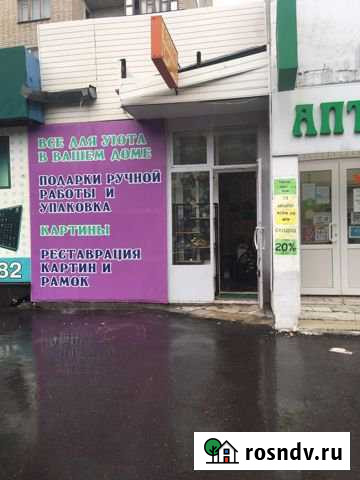 ВСЕ ДЛЯ УЮТА
В ВАШЕМ ДОМЕ
ПОДАРКИ РУЧНОЙ
РАБОТЫ И
УПАКОВКА
КАРТИНЫ
РЕСТАВРАЦИЯ
КАРТИН И
РАМОК
32
АПТ
20%
rosndv.ru